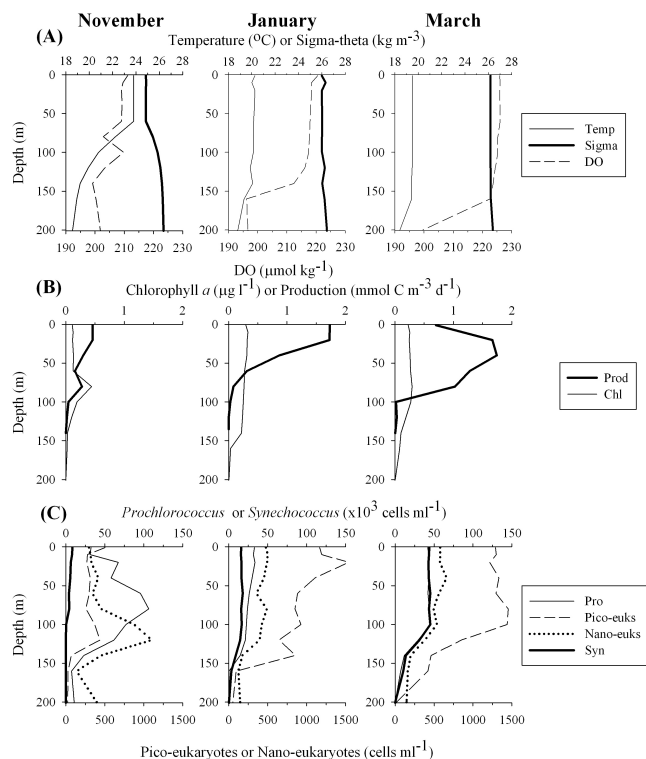 November January March
(A)
Temperature (ºC) or Sigma-theta (kg m-3)
18 20 22 24 26 28 18 20 22 24 26 28 18 20 22 24 26 28
Depth (m)
0
50
100
150
200
Temp
Sigma
DO
190 200 210 220 230 190 200 210 220 230 190 200 210 220 230
DO (µmol kg-1)
(B)
Chlorophyll a (µg l-1) or Production (mmol C m-3 d-1)
0 1 2 0 1 2 0 1 2
Depth (m)
0
50
100
150
200
Prod
Chl
(C)
Prochlorococcus or Synechococcus (x103 cells ml-1)
0 50 100 150 0 50 100 150 0 50 100 150
Depth (m)
0
50
100
150
200
Pro
Pico-euks
Nano-euks
Syn
0 500 1000 1250 0 500 1000 1500 0 500 1000 1500
Pico-eukaryotes or Nano-eukaryotes (cells ml-1)